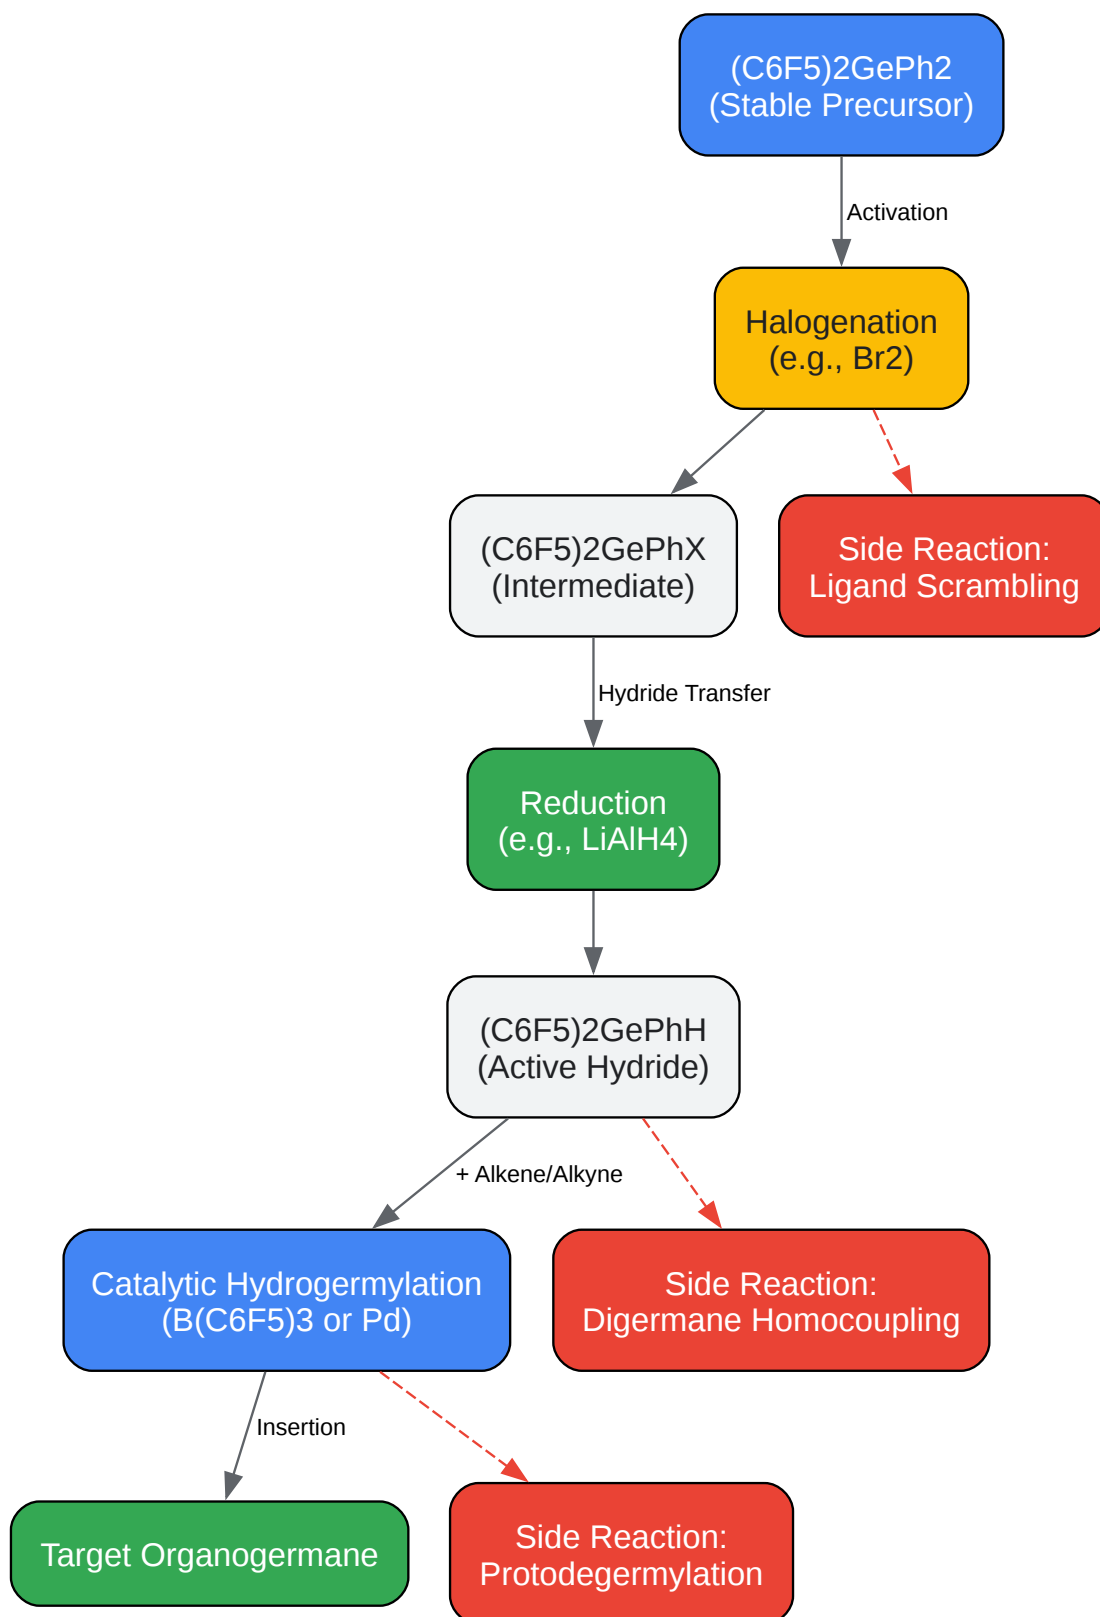 (C6F5)2GePh2
(Stable Precursor)
Activation
Halogenation
(e.g., Br2)
(C6F5)2GePhX
(Intermediate)
Side Reaction:
Ligand Scrambling
Hydride Transfer
Reduction
(e.g., LiAlH4)
(C6F5)2GePhH
(Active Hydride)
+ Alkene/Alkyne
Catalytic Hydrogermylation
(B(C6F5)3 or Pd)
Side Reaction:
Digermane Homocoupling
Insertion
Target Organogermane
Side Reaction:
Protodegermylation